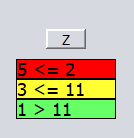 Z
5 <= 2
3 <= 11
1 > 11